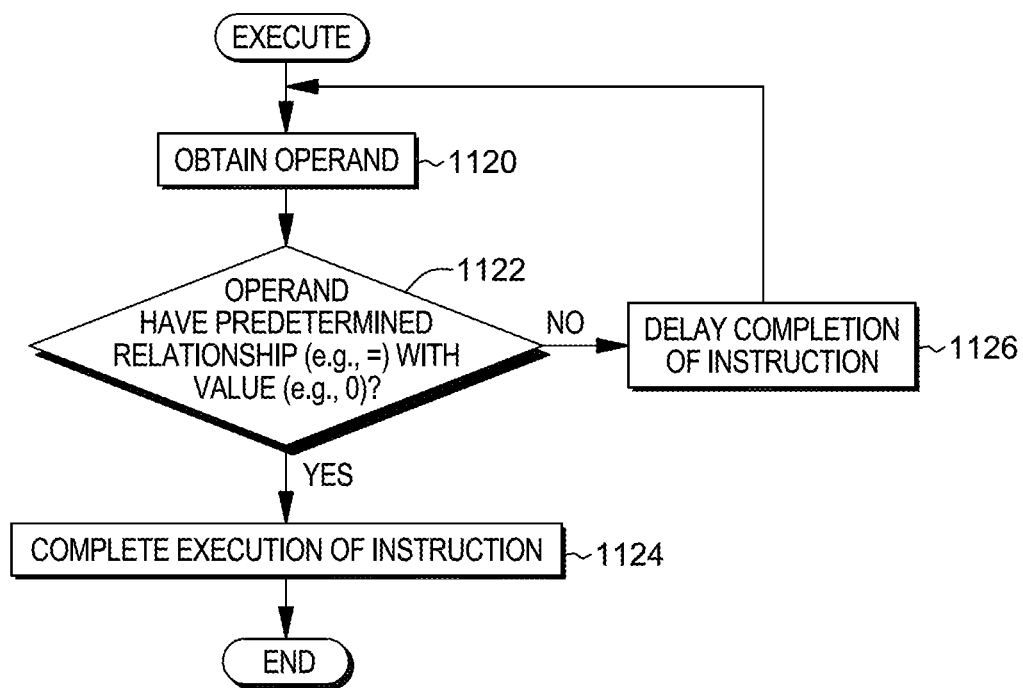 EXECUTE
OBTAIN OPERAND
1120
OPERAND
HAVE PREDETERMINED
RELATIONSHIP (e.g., =) WITH
VALUE (e.g., 0)?
1122
NO
DELAY COMPLETION
OF INSTRUCTION
1126
YES
COMPLETE EXECUTION OF INSTRUCTION
1124
END